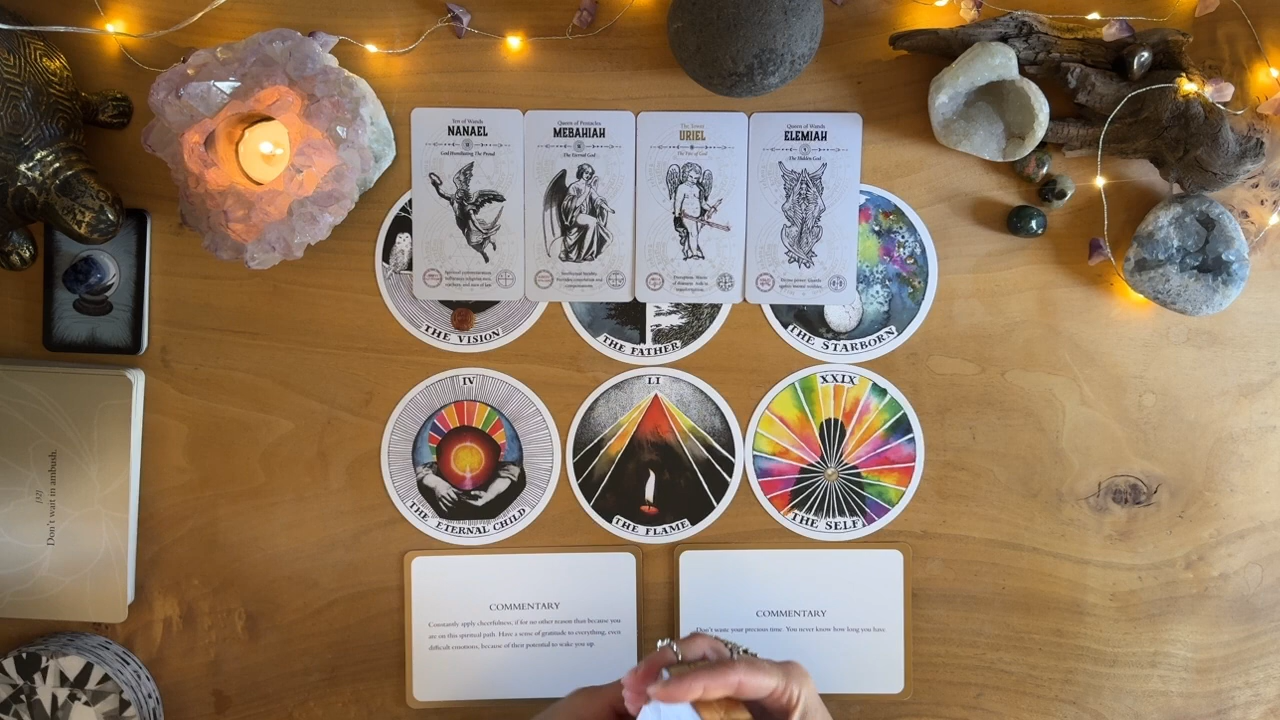 Ten of Wands
NANAEL
God Humiliating The Proud
Queen of Pentacles
MEBAHIAH
The Eternal God
The Tower
URIEL
The Fire of God
Queen of Wands
ELEMIAH
The Hidden God
THE VISION
THE FATHER
THE STARBORN
IV
THE ETERNAL CHILD
LI
THE FLAME
XXIX
THE SELF
Don't wait in ambush.
COMMENTARY
Constantly apply cheerfulness, if for no other reason than because you
are on this spiritual path. Have a sense of gratitude to everything, even
difficult emotions, because of their potential to wake you up.
COMMENTARY
Don't waste your precious time. You never know how long you have